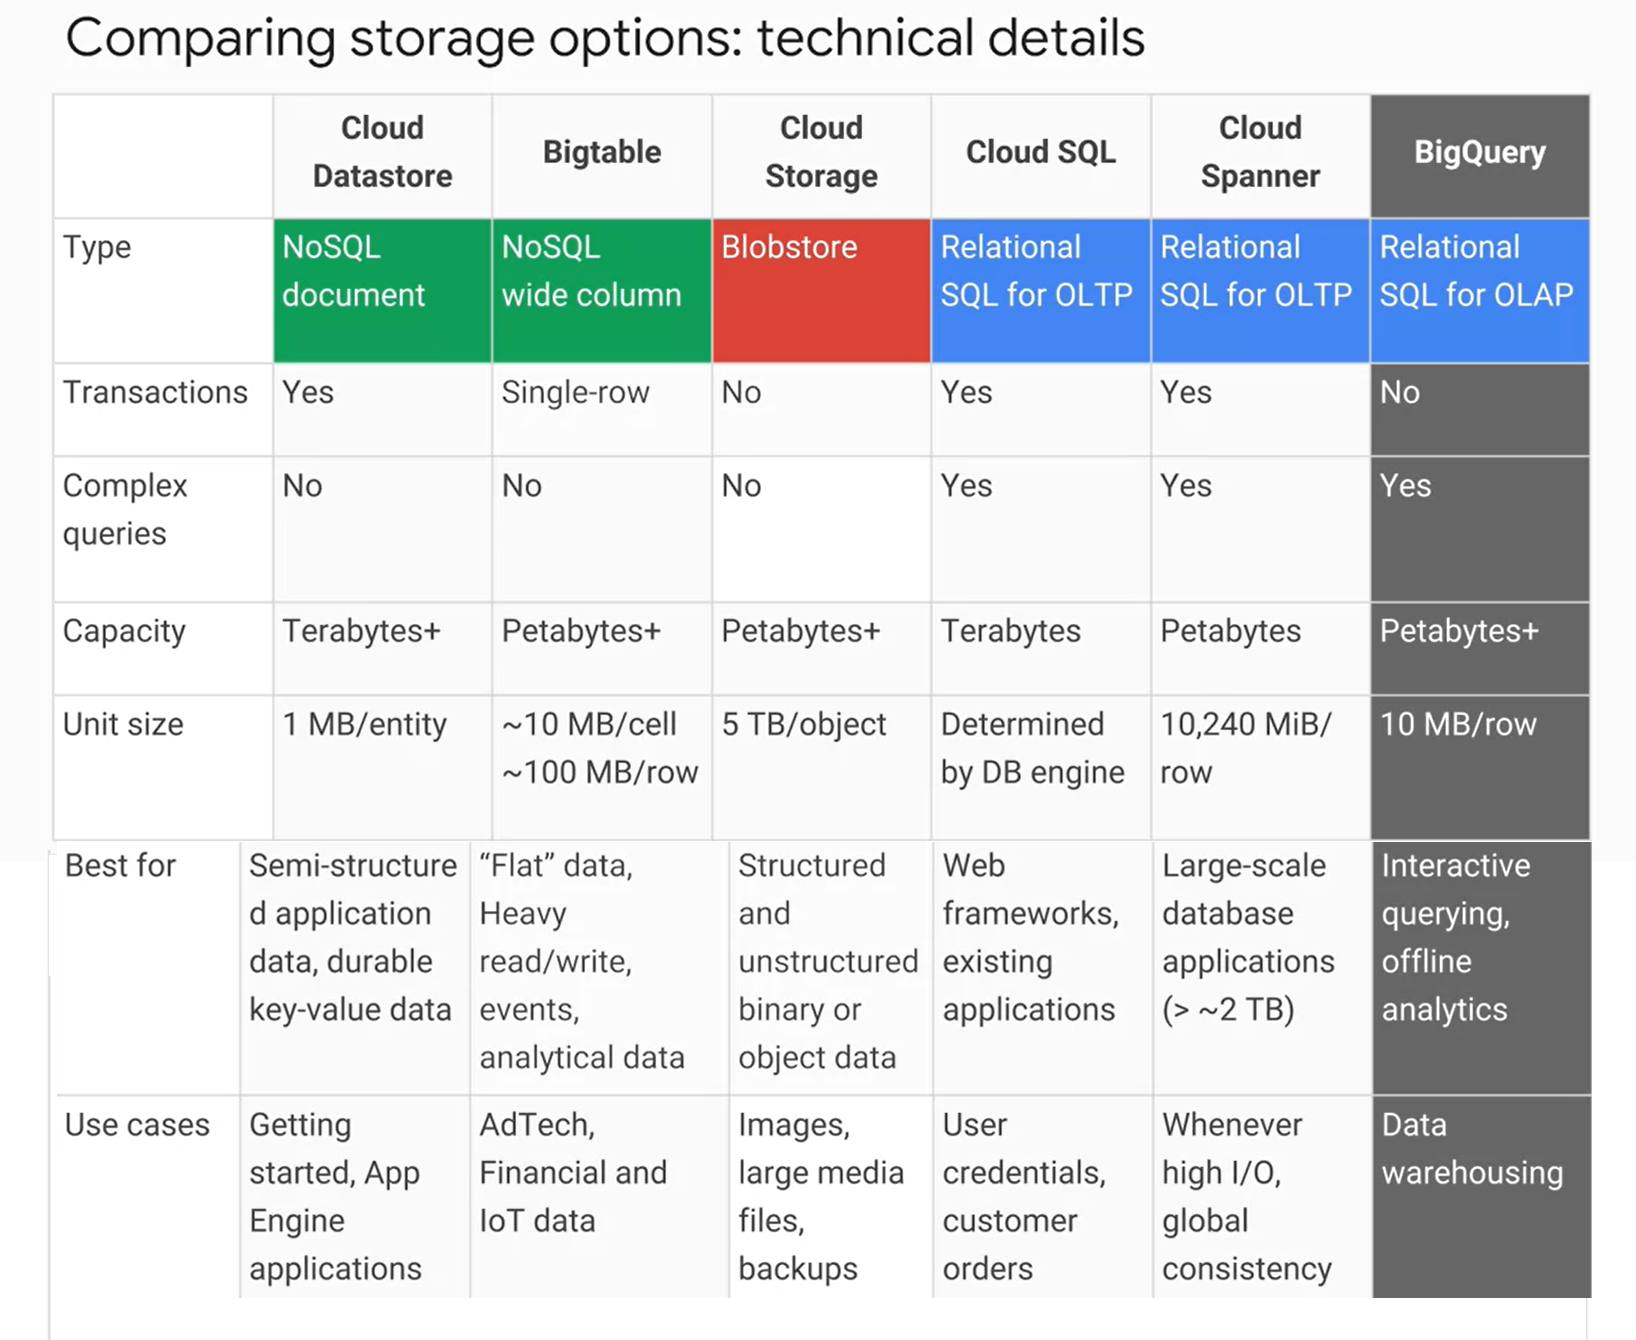 Comparing storage options: technical details
Cloud
Datastore
Bigtable
Cloud
Storage
Cloud SQL
Cloud
Spanner
BigQuery
Type
NoSQL
document
NoSQL
wide column
Blobstore
Relational
SQL for OLTP
Relational
SQL for OLTP
Relational
SQL for OLAP
Transactions
Yes
Single-row
No
Yes
Yes
No
Complex
queries
No
No
No
Yes
Yes
Yes
Capacity
Terabytes+
Petabytes+
Petabytes+
Terabytes
Petabytes
Petabytes+
Unit size
1 MB/entity
~10 MB/cell
~100 MB/row
5 TB/object
Determined
by DB engine
10,240 MiB/
row
10 MB/row
Best for
Semi-structure
d application
data, durable
key-value data
“Flat” data,
Heavy
read/write,
events,
analytical data
Structured
and
unstructured
binary or
object data
Web
frameworks,
existing
applications
Large-scale
database
applications
(> ~2 TB)
Interactive
querying,
offline
analytics
Use cases
Getting
started, App
Engine
applications
AdTech,
Financial and
IoT data
Images,
large media
files,
backups
User
credentials,
customer
orders
Whenever
high I/O,
global
consistency
Data
warehousing